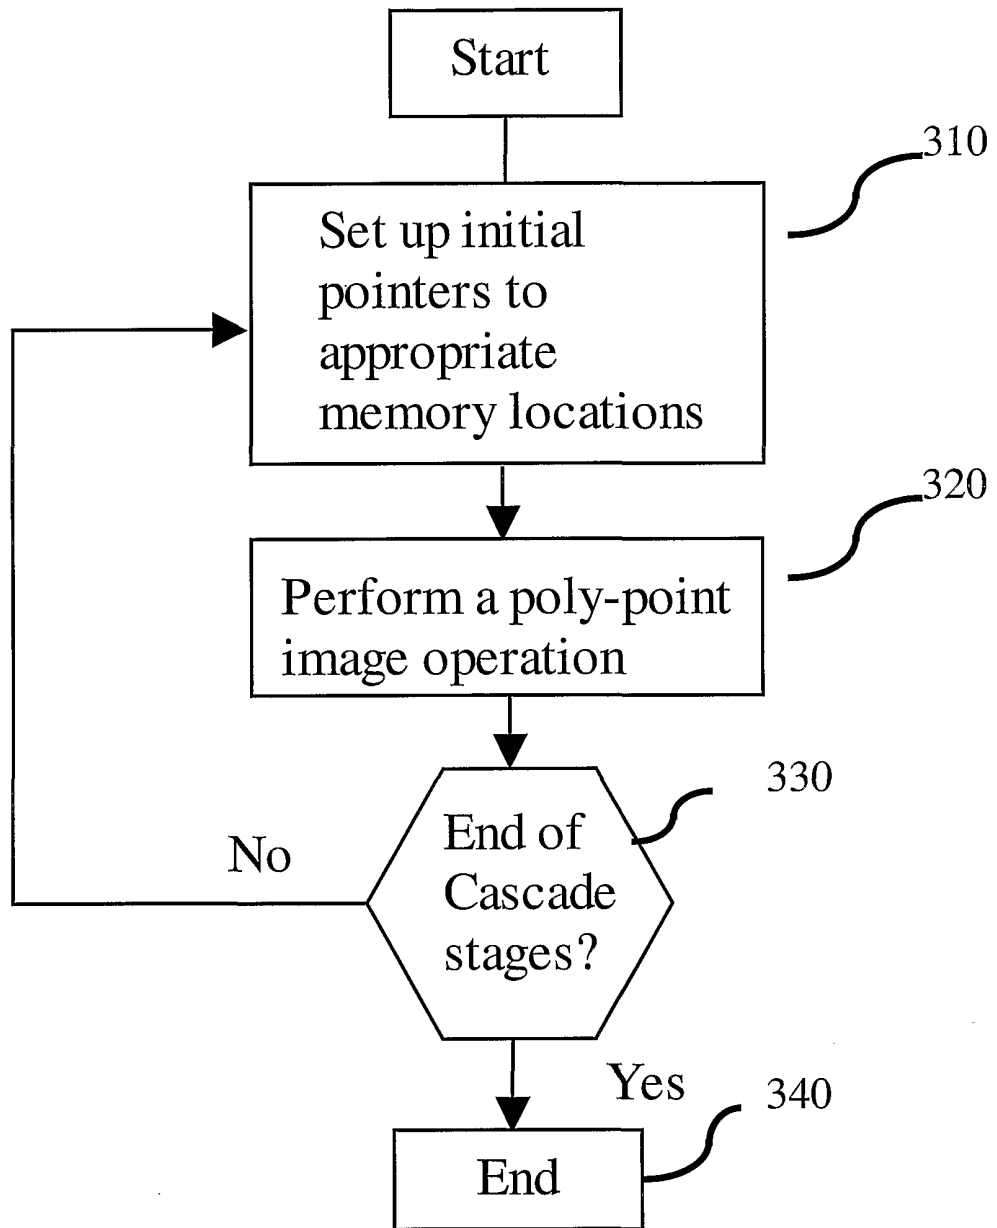 Start
310
Set up initial
pointers to
appropriate
memory locations
320
Perform a poly-point
image operation
330
End of
Cascade
stages?
No
Yes
340
End